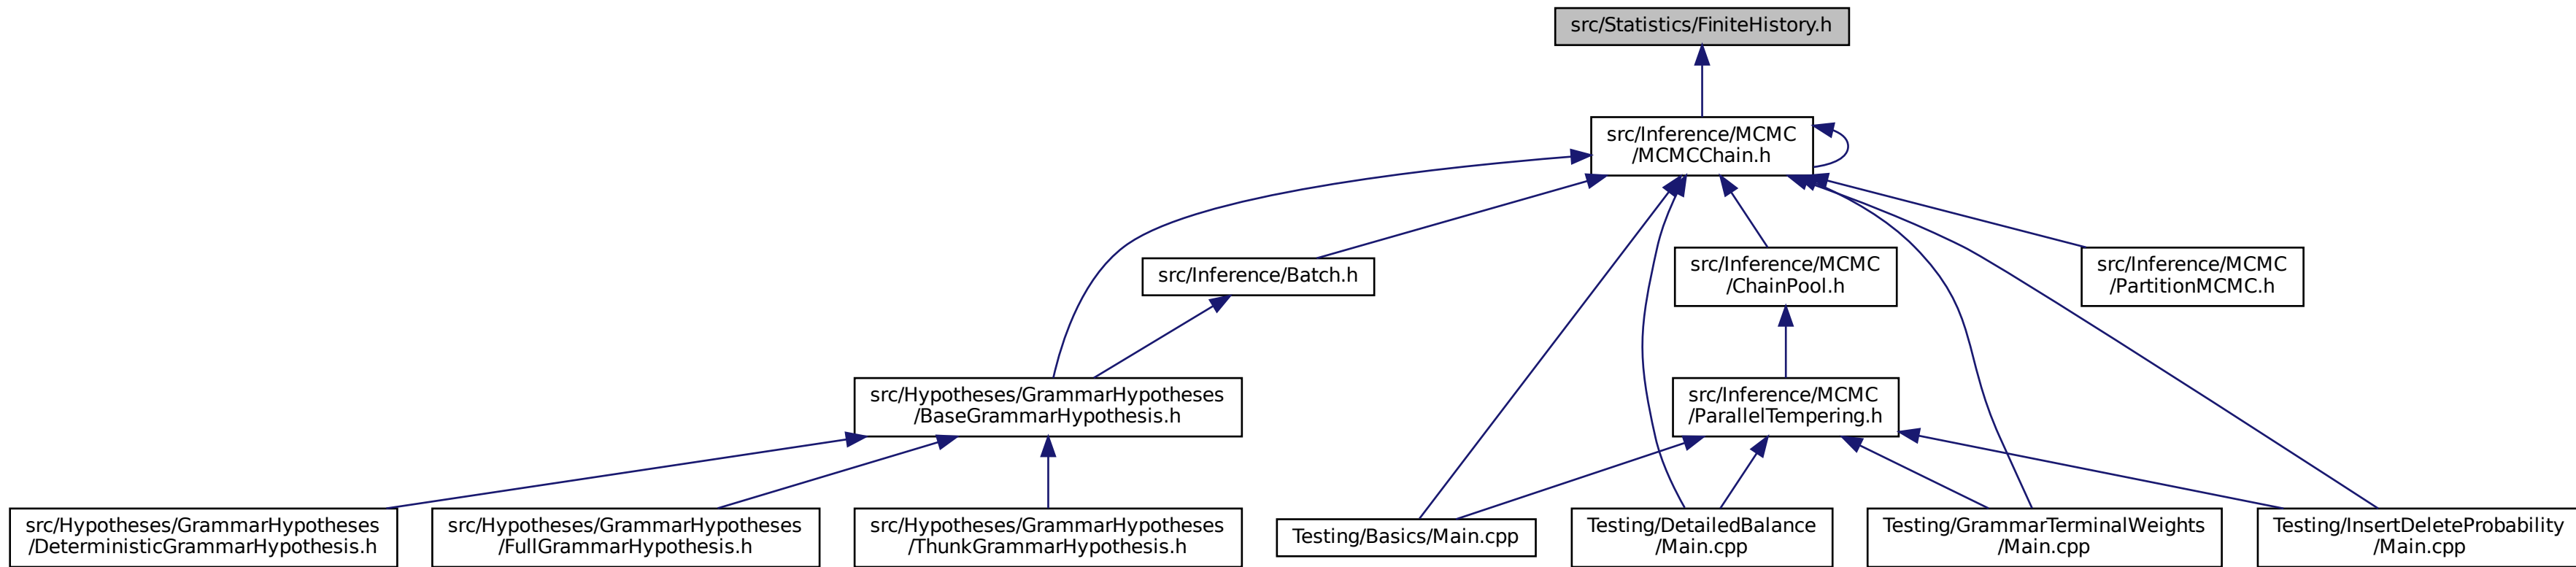 src/Statistics/FiniteHistory.h
src/Inference/MCMC
/MCMCChain.h
src/Inference/Batch.h
src/Inference/MCMC
/ChainPool.h
src/Inference/MCMC
/PartitionMCMC.h
src/Hypotheses/GrammarHypotheses
/BaseGrammarHypothesis.h
src/Inference/MCMC
/ParallelTempering.h
src/Hypotheses/GrammarHypotheses
/DeterministicGrammarHypothesis.h
src/Hypotheses/GrammarHypotheses
/FullGrammarHypothesis.h
src/Hypotheses/GrammarHypotheses
/ThunkGrammarHypothesis.h
Testing/Basics/Main.cpp
Testing/DetailedBalance
/Main.cpp
Testing/GrammarTerminalWeights
/Main.cpp
Testing/InsertDeleteProbability
/Main.cpp